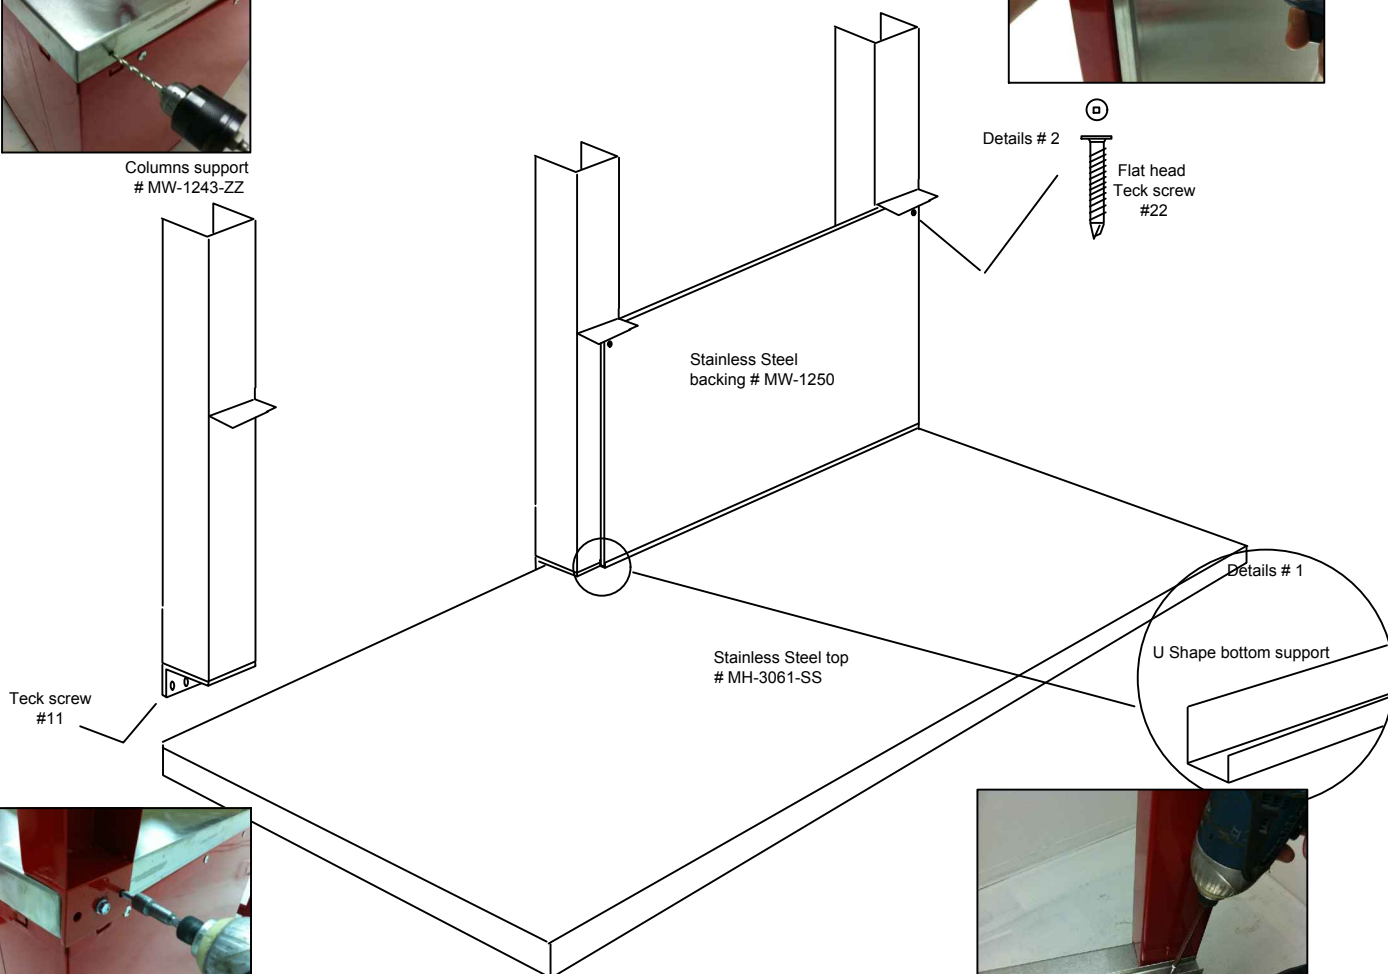 Columns support
# MW-1243-ZZ
Details # 2
Flat head
Teck screw
#22
Stainless Steel
backing # MW-1250
Details # 1
U Shape bottom support
Stainless Steel top
# MH-3061-SS
Teck screw
#11